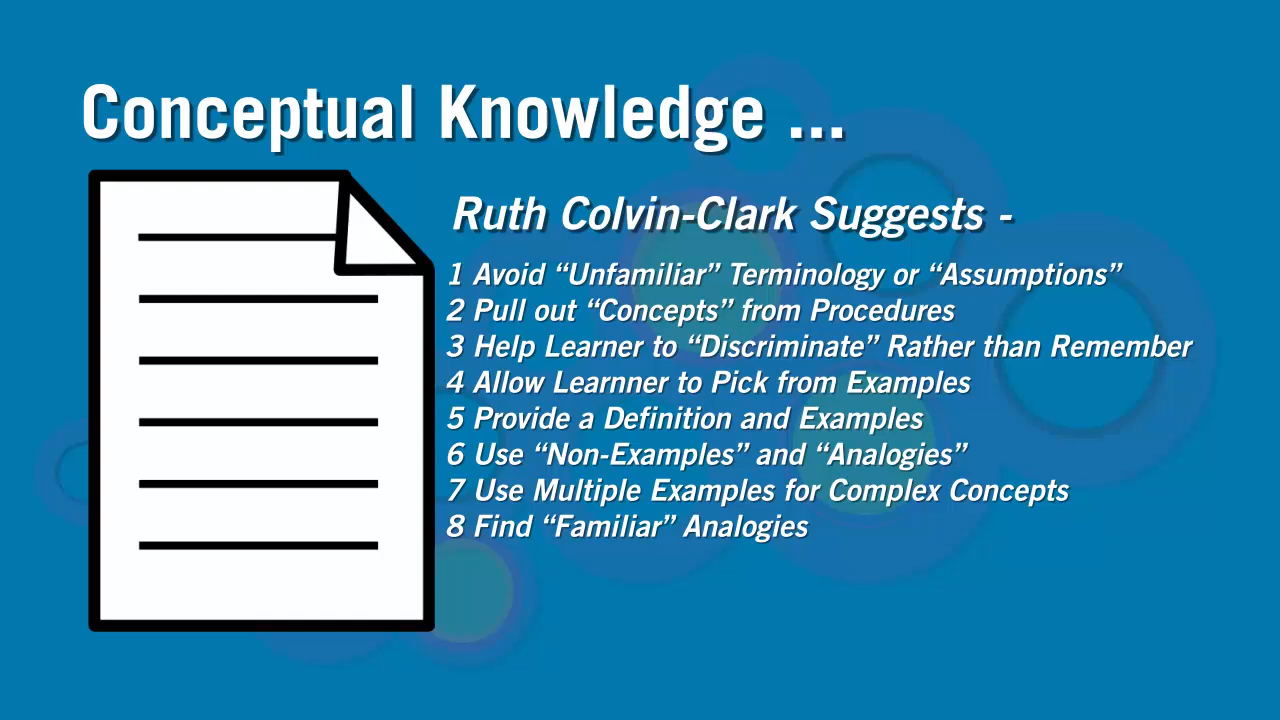 Conceptual Knowledge ...
Ruth Colvin-Clark Suggests -
1 Avoid “Unfamiliar” Terminology or “Assumptions”
2 Pull out “Concepts” from Procedures
3 Help Learner to “Discriminate” Rather than Remember
4 Allow Learnner to Pick from Examples
5 Provide a Definition and Examples
6 Use “Non-Examples” and “Analogies”
7 Use Multiple Examples for Complex Concepts
8 Find “Familiar” Analogies